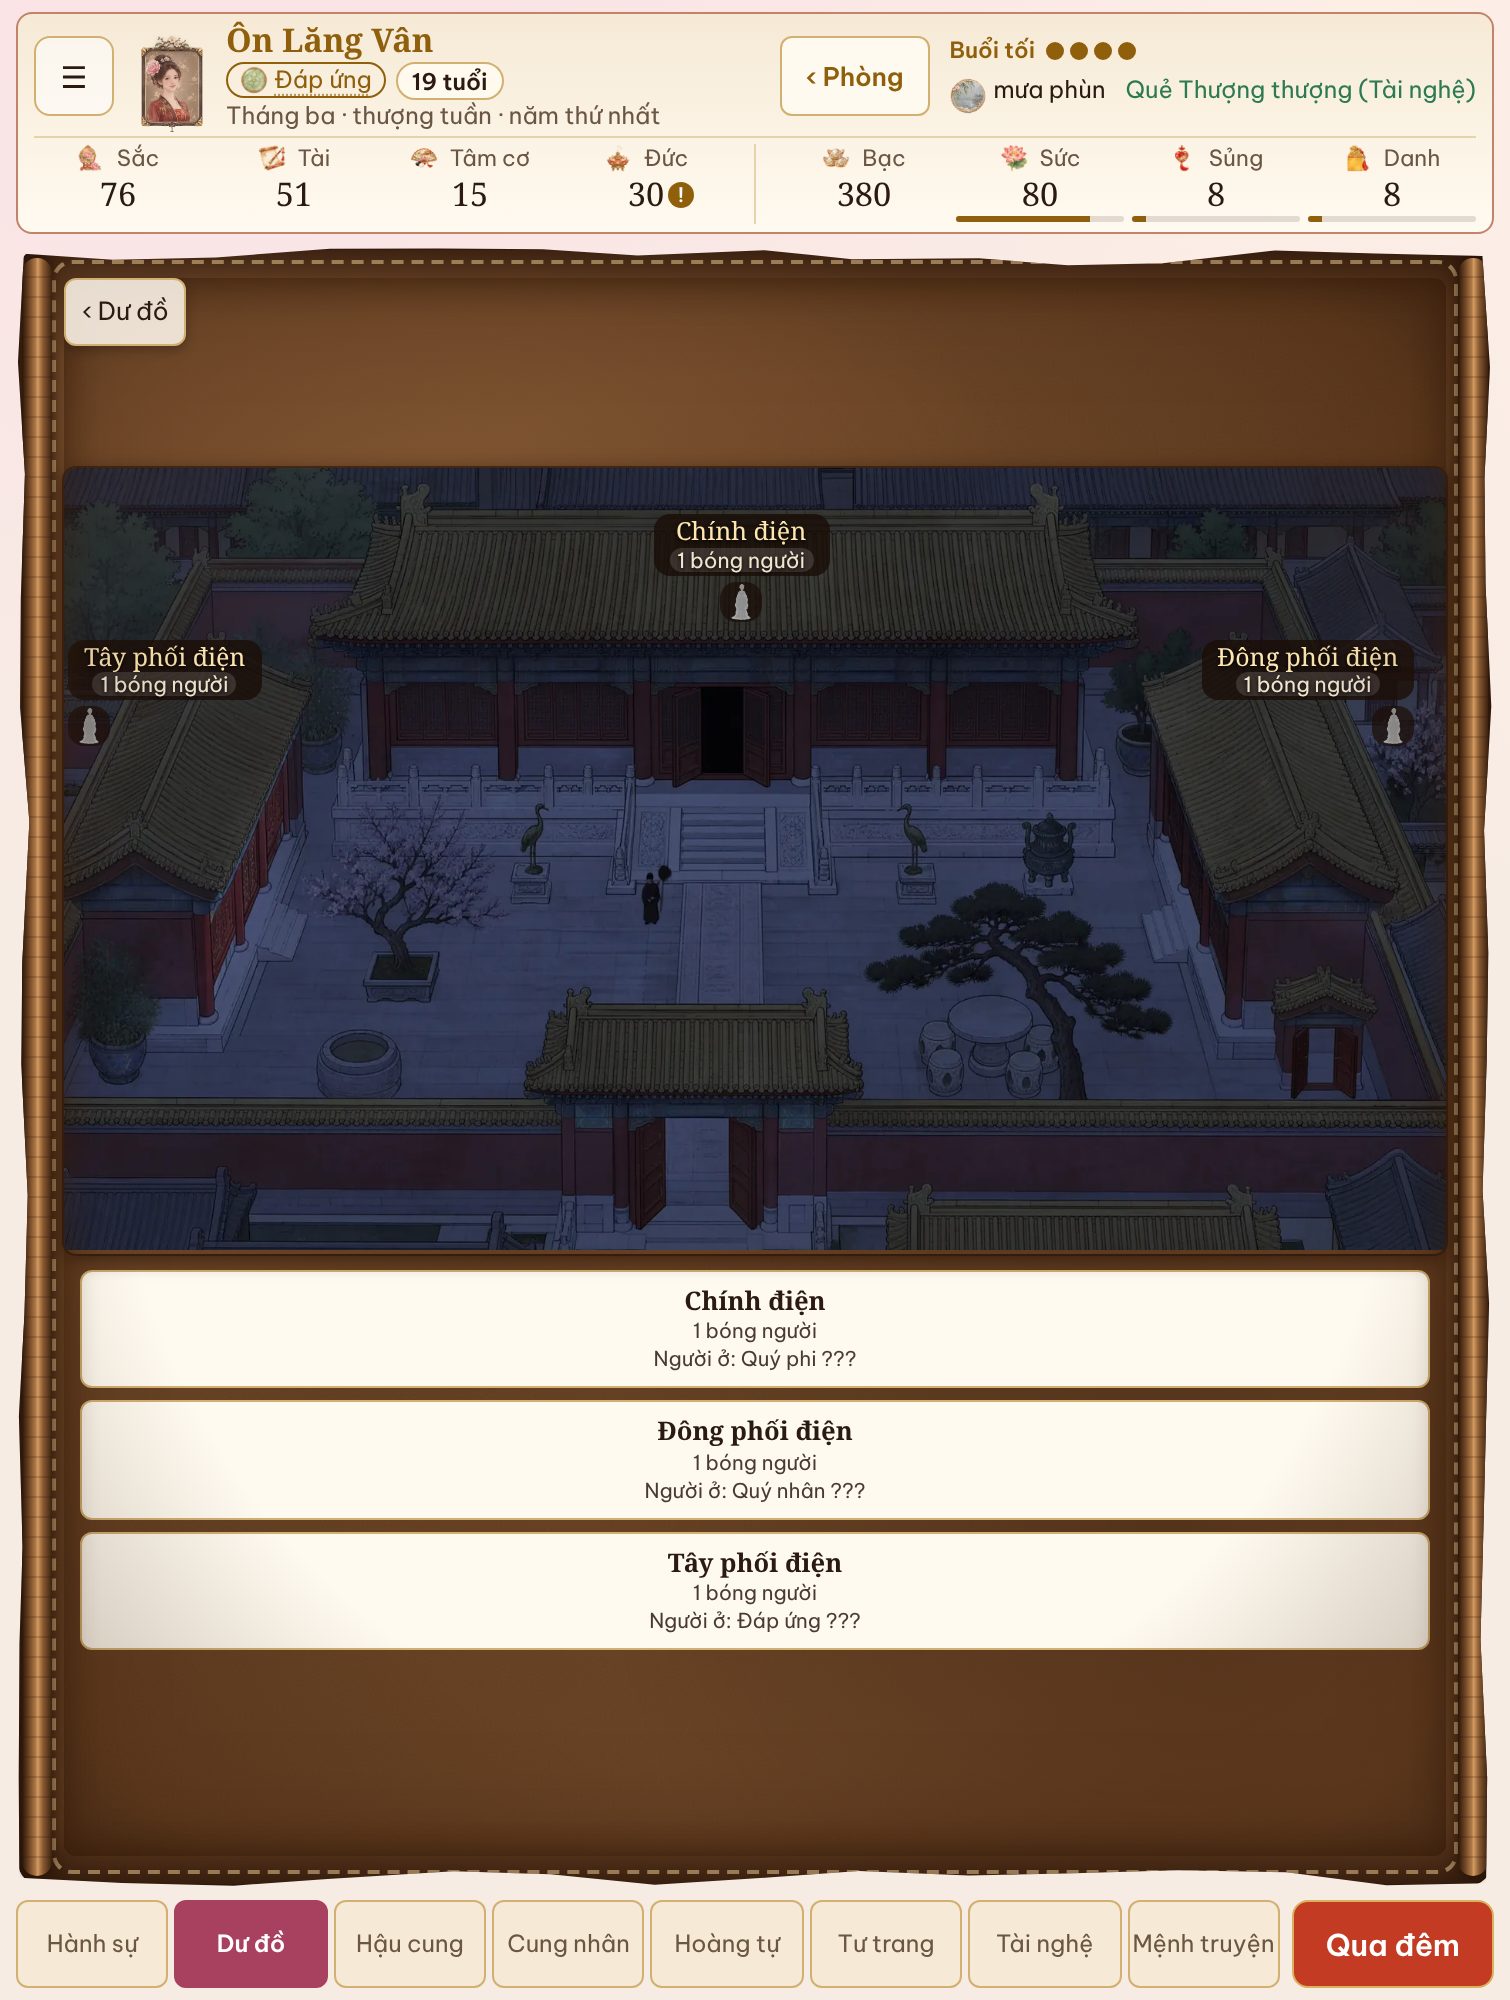 ☰
Ôn Lăng Vân
Đáp ứng
19 tuổi
Tháng ba · thượng tuần · năm thứ nhất
‹ Phòng
Buổi tối
mưa phùn
Quẻ Thượng thượng (Tài nghệ)
Sắc
76
Tài
51
Tâm cơ
15
Đức
30 !
Bạc
380
Sức
80
Sủng
8
Danh
8
‹ Dư đồ
Chính điện
1 bóng người
Tây phối điện
1 bóng người
Đông phối điện
1 bóng người
Chính điện
1 bóng người
Người ở: Quý phi ???
Đông phối điện
1 bóng người
Người ở: Quý nhân ???
Tây phối điện
1 bóng người
Người ở: Đáp ứng ???
Hành sự
Dư đồ
Hậu cung
Cung nhân
Hoàng tự
Tư trang
Tài nghệ
Mệnh truyện
Qua đêm